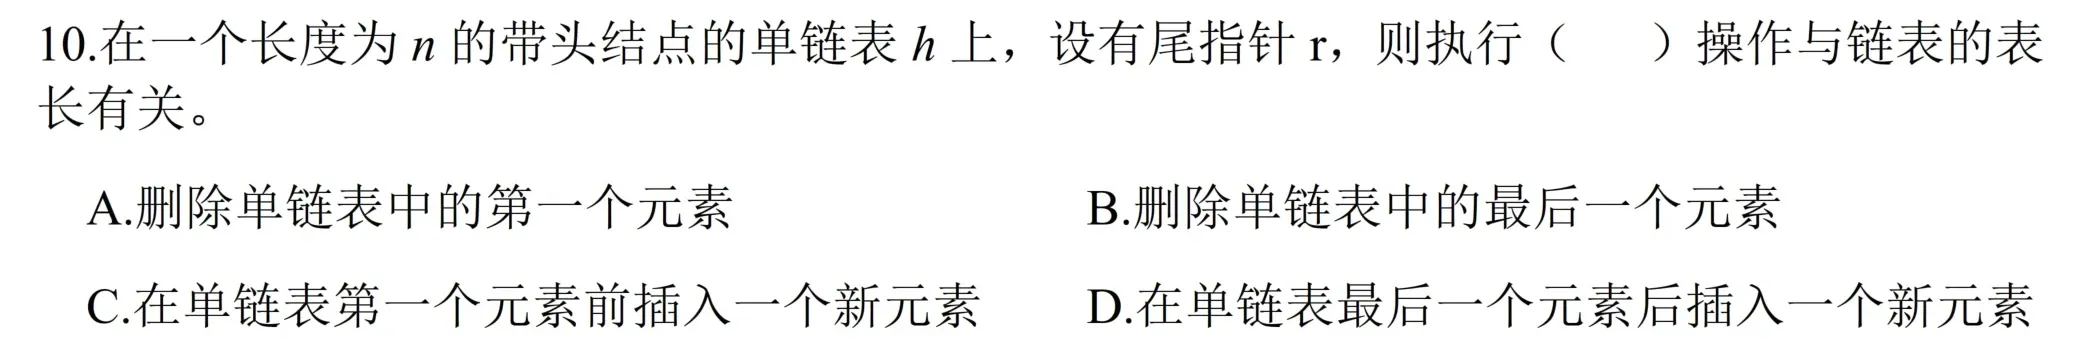 10.在一个长度为 n 的带头结点的单链表 h 上，设有尾指针 r，则执行（　　）操作与链表的表
长有关。
A.删除单链表中的第一个元素　　B.删除单链表中的最后一个元素
C.在单链表第一个元素前插入一个新元素　　D.在单链表最后一个元素后插入一个新元素